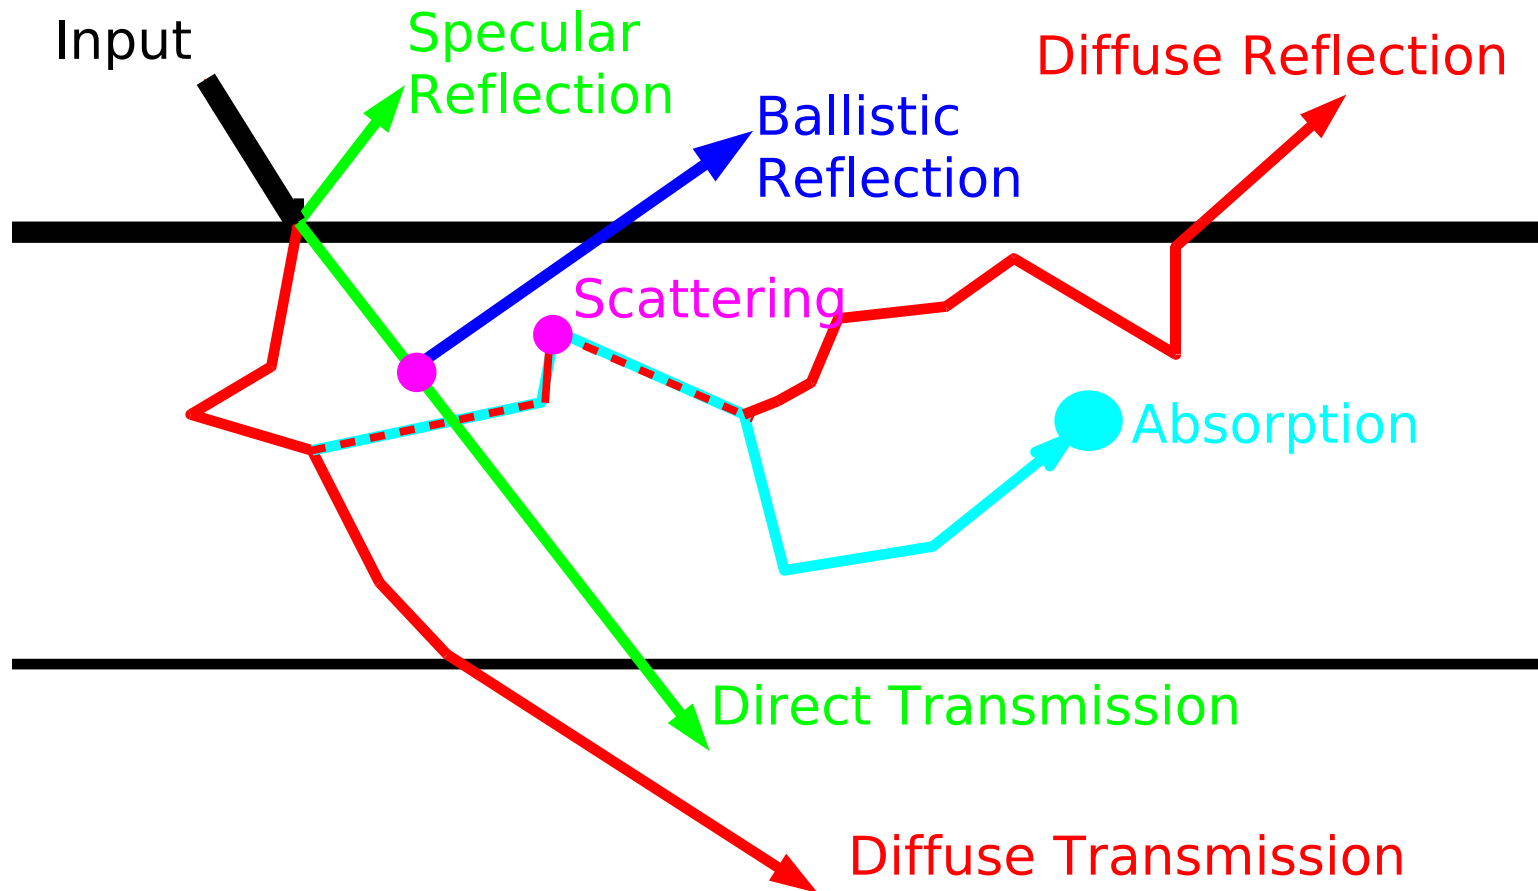 Input
Specular
Reflection
Diffuse Reflection
Ballistic
Reflection
Scattering
Absorption
Direct Transmission
Diffuse Transmission